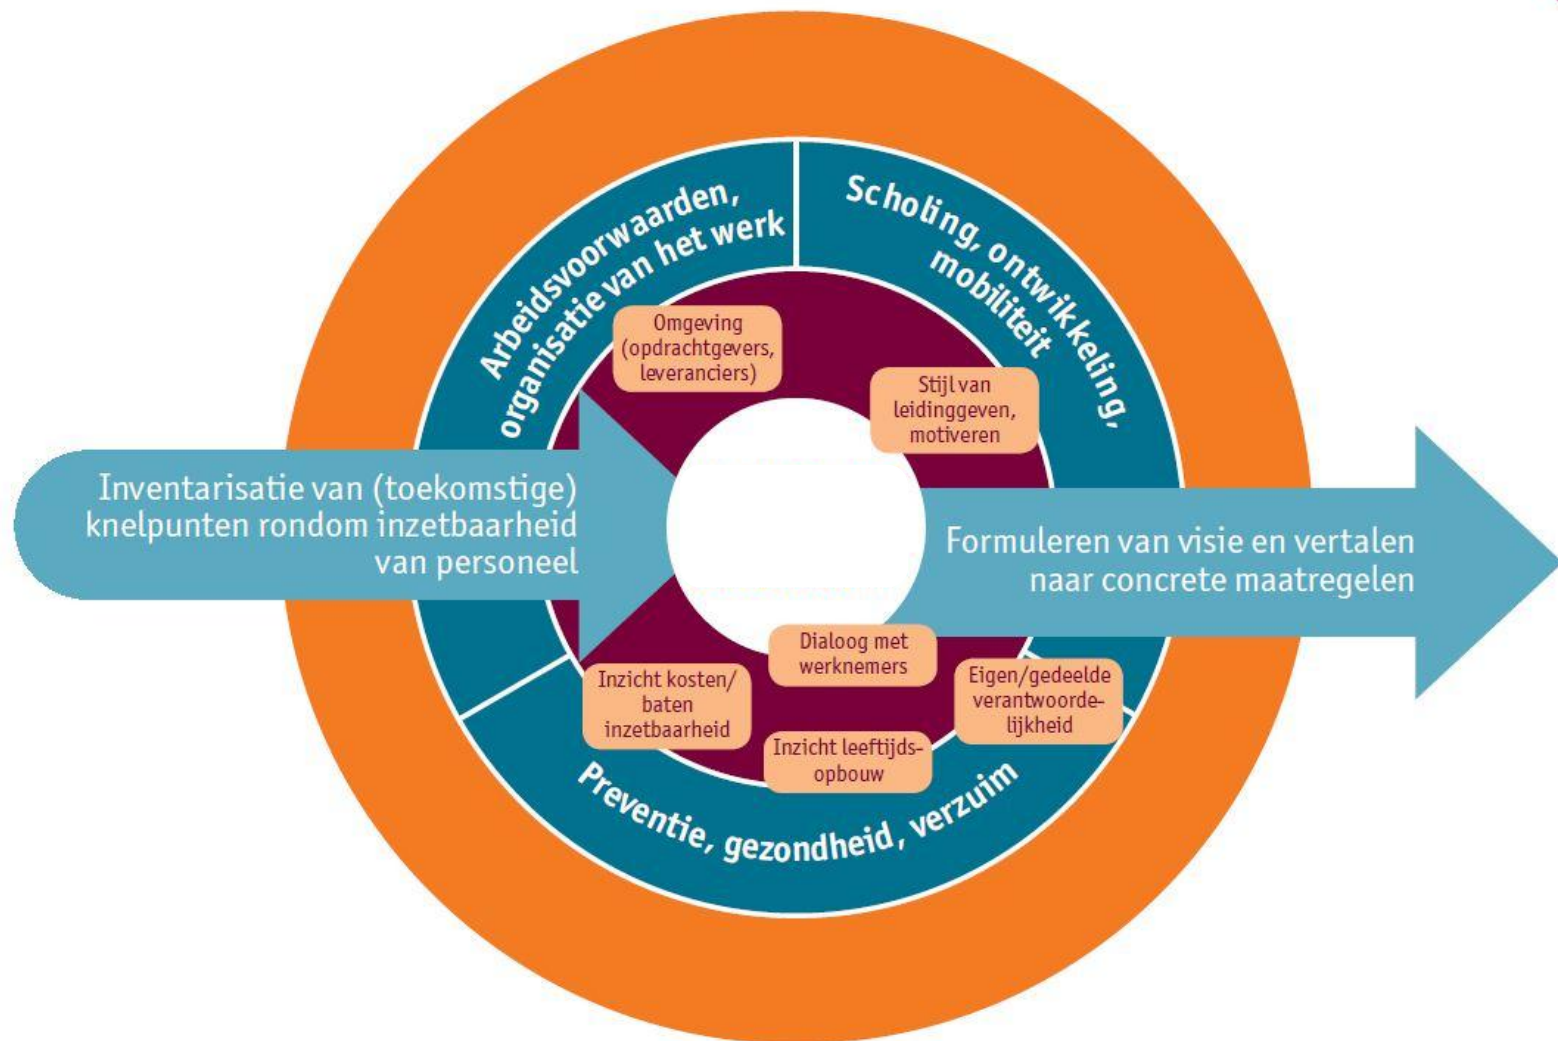 Arbeidsvoorwaarden,
organisatie van het werk
Scholing, ontwikkeling,
mobiliteit
Omgeving
(opdrachtgevers,
leveranciers)
Stijl van
leidinggeven,
motiveren
Inventarisatie van (toekomstige)
knelpunten rondom inzetbaarheid
van personeel
Formuleren van visie en vertalen
naar concrete maatregelen
Dialoog met
werknemers
Inzicht kosten/
baten
inzetbaarheid
Eigen/gedeelde
verantwoorde-
lijkheid
Inzicht leeftijds-
opbouw
Preventie, gezondheid, verzuim